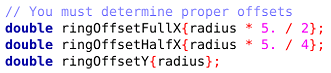 // You must determine proper offsets
double ringOffsetFullX{radius * 5. / 2};
double ringOffsetHalfX{radius * 5. / 4};
double ringOffsetY{radius};